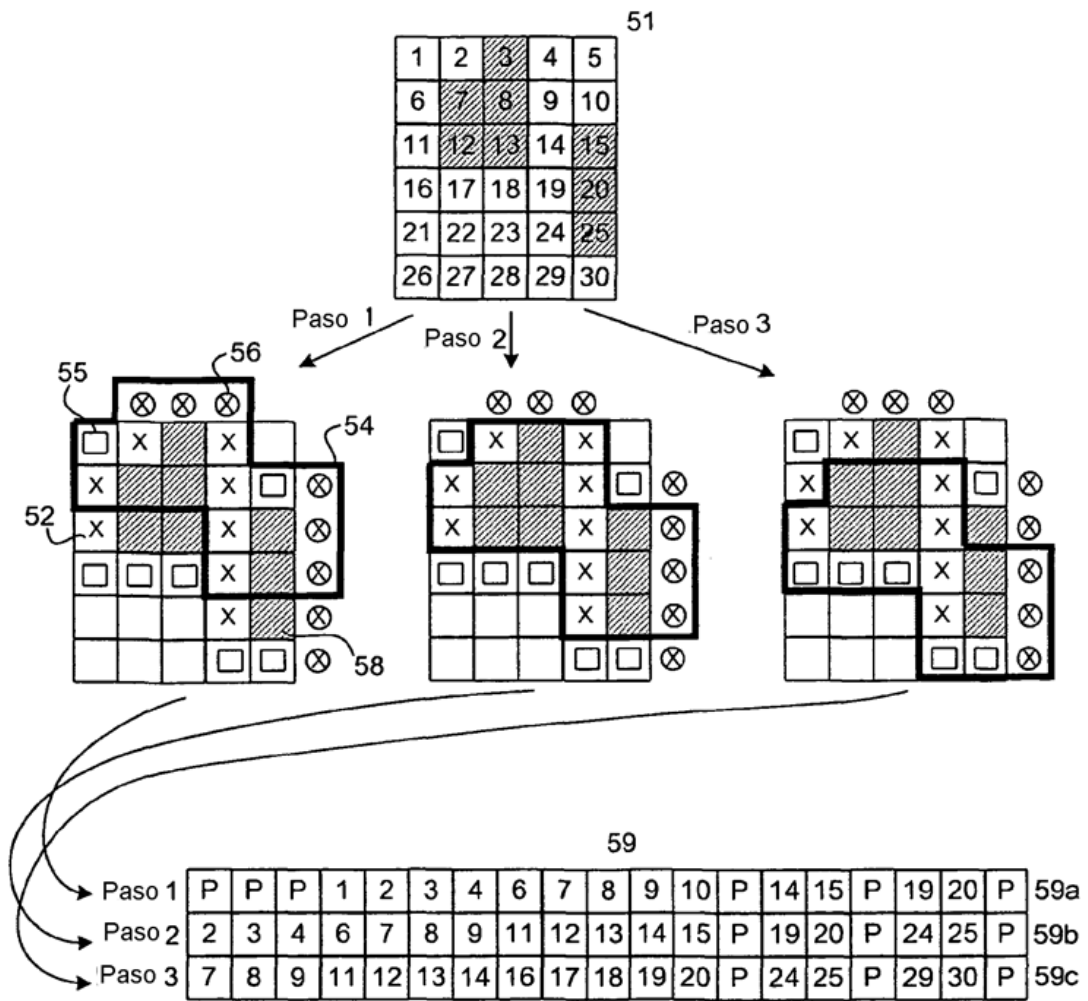 51
1 2 3 4 5
6 7 8 9 10
11 12 13 14 15
16 17 18 19 20
21 22 23 24 25
26 27 28 29 30
Paso 1
Paso 2
Paso 3
55
56
54
52
58
X X
X X
X X
X
X
X X
X X
X X
X
X
X X
X X
X X
X
X
59
Paso 1 P P P 1 2 3 4 6 7 8 9 10 P 14 15 P 19 20 P 59a
Paso 2 2 3 4 6 7 8 9 11 12 13 14 15 P 19 20 P 24 25 P 59b
Paso 3 7 8 9 11 12 13 14 16 17 18 19 20 P 24 25 P 29 30 P 59c